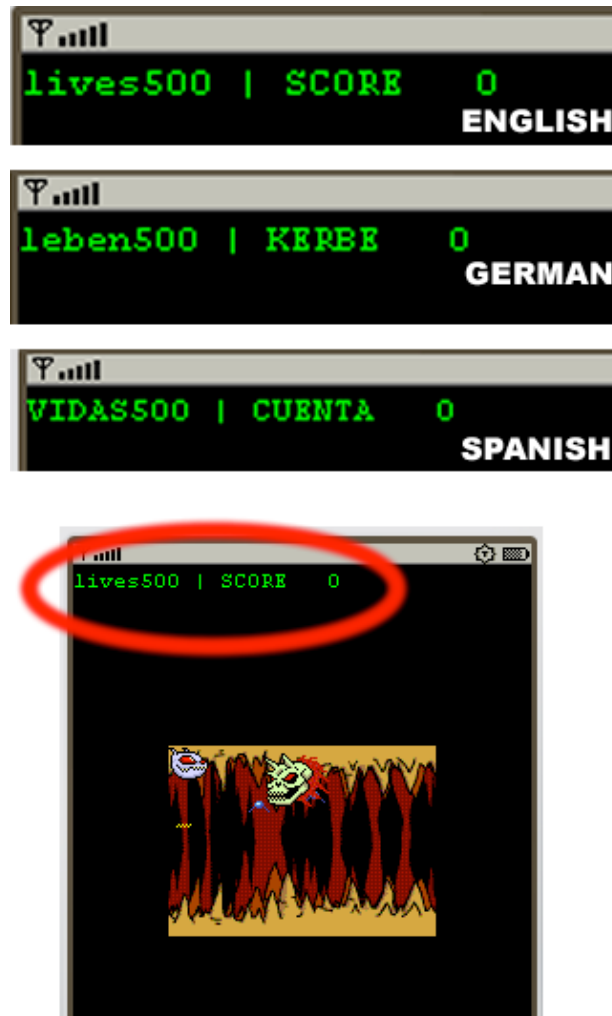 lives500 | SCORE 0
ENGLISH
leben500 | KERBE 0
GERMAN
VIDAS500 | CUENTA 0
SPANISH
lives500 | SCORE 0